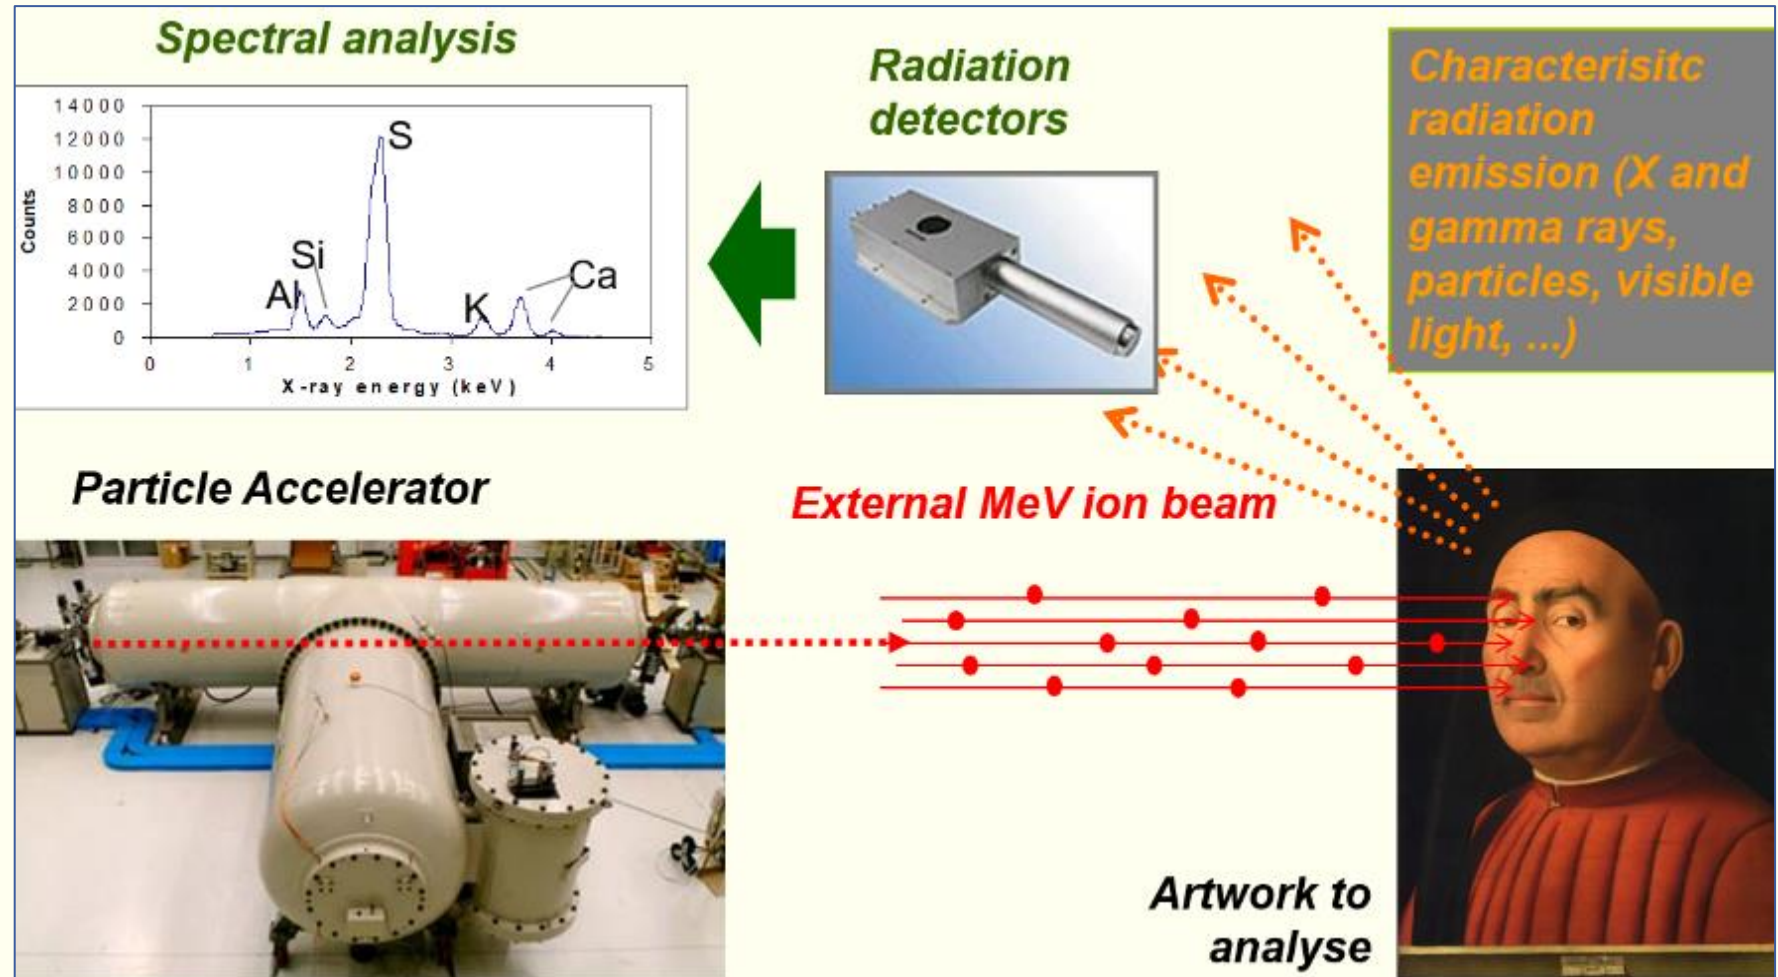 Spectral analysis
14000
12000
10000
8000
6000
4000
2000
0
Counts
S
Si
Al
K
Ca
0 1 2 3 4 5
X-ray energy (keV)
Radiation
detectors
Characterisitc
radiation
emission (X and
gamma rays,
particles, visible
light, ...)
Particle Accelerator
External MeV ion beam
Artwork to
analyse